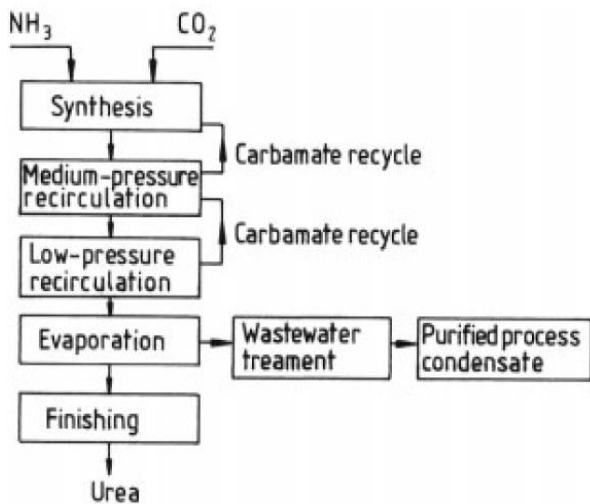 NH₃
CO₂
Synthesis
Carbamate recycle
Medium-pressure
recirculation
Carbamate recycle
Low-pressure
recirculation
Evaporation
Wastewater
treament
Purified process
condensate
Finishing
Urea